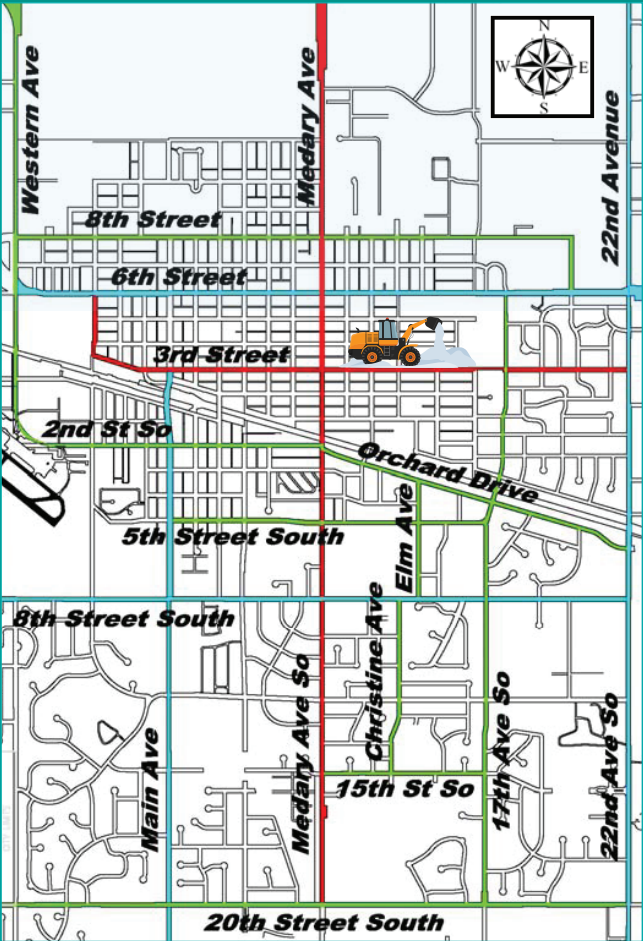 N
W
E
S
Western Ave
Medary Ave
22nd Avenue
8th Street
6th Street
3rd Street
2nd St So
Orchard Drive
Elm Ave
5th Street South
8th Street South
Christine Ave
Medary Ave So
17th Ave So
22nd Ave So
Main Ave
15th St So
20th Street South